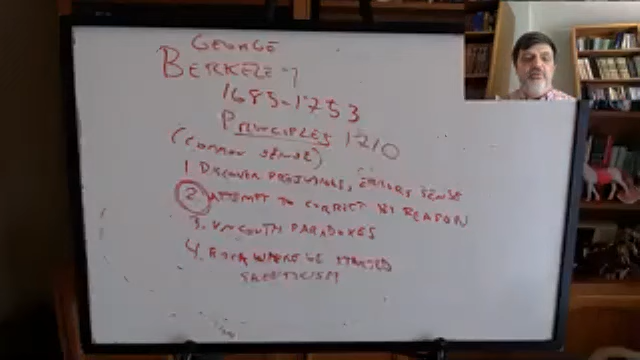 GEORGE
BERKELEY
1685-1753
PRINCIPLES 1710
(COMMON SENSE)
1 DISCOVER PREJUDICES, ERRORS SENSE
2 ATTEMPT TO CORRECT BY REASON
3. UNCOUTH PARADOXES
4. BACK WHERE WE STARTED
SKEPTICISM